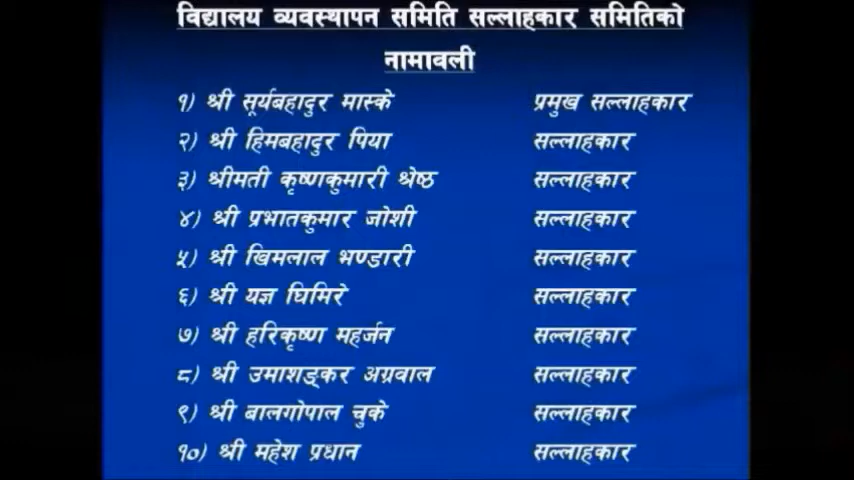 विद्यालय व्यवस्थापन समिति सल्लाहकार समितिको
नामावली
१) श्री सूर्यबहादुर मास्के प्रमुख सल्लाहकार
२) श्री हिमबहादुर पिया सल्लाहकार
३) श्रीमती कृष्णकुमारी श्रेष्ठ सल्लाहकार
४) श्री प्रभातकुमार जोशी सल्लाहकार
५) श्री खिमलाल भण्डारी सल्लाहकार
६) श्री यज्ञ घिमिरे सल्लाहकार
७) श्री हरिकृष्ण महर्जन सल्लाहकार
८) श्री उमाशङ्कर अग्रवाल सल्लाहकार
९) श्री बालगोपाल चुके सल्लाहकार
१०) श्री महेश प्रधान सल्लाहकार